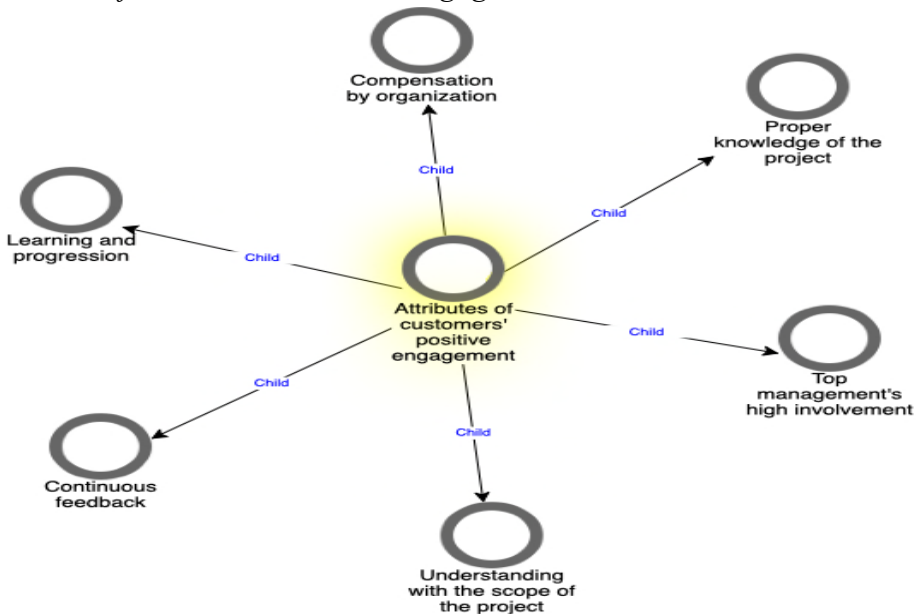 Compensation
by organization
Proper
knowledge of the
project
Child
Child
Learning and
progression
Child
Attributes of
customers'
positive
engagement
Child
Top
management's
high involvement
Child
Child
Continuous
feedback
Understanding
with the scope of
the project